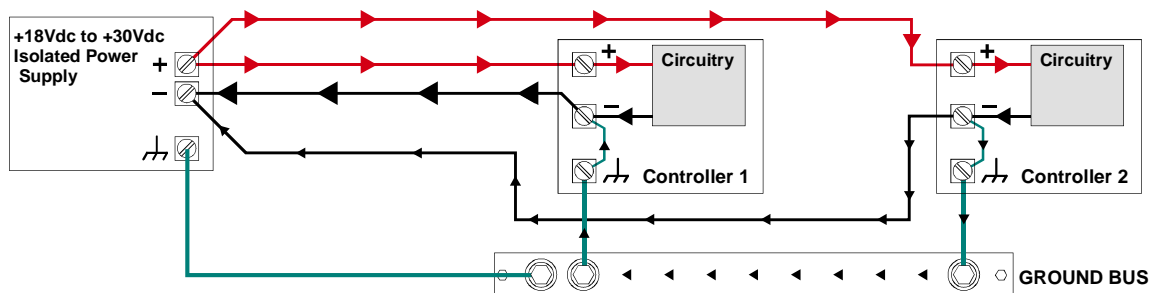 +18Vdc to +30Vdc
Isolated Power
Supply
+
–
+
Circuitry
–
Controller 1
+
Circuitry
–
Controller 2
GROUND BUS